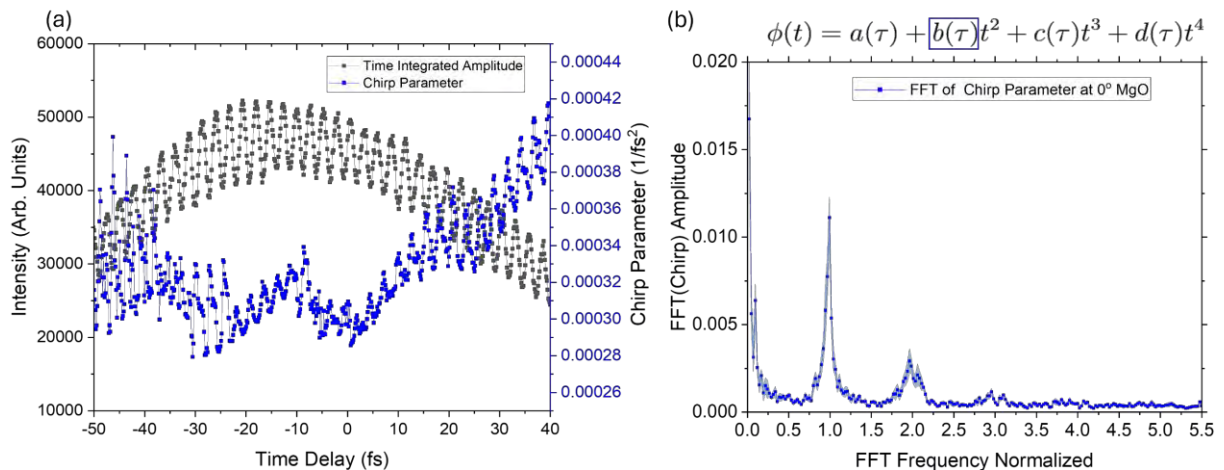 (a)
60000
50000
40000
30000
20000
10000
Intensity (Arb. Units)
Time Integrated Amplitude
Chirp Parameter
0.00044
0.00042
0.00040
0.00038
0.00036
0.00034
0.00032
0.00030
0.00028
0.00026
Chirp Parameter (1/fs²)
-50 -40 -30 -20 -10 0 10 20 30 40
Time Delay (fs)
(b)
ϕ(t) = a(τ) + b(τ)t² + c(τ)t³ + d(τ)t⁴
0.020
0.015
0.010
0.005
0.000
FFT(Chirp) Amplitude
FFT of Chirp Parameter at 0° MgO
0.0 0.5 1.0 1.5 2.0 2.5 3.0 3.5 4.0 4.5 5.0 5.5
FFT Frequency Normalized